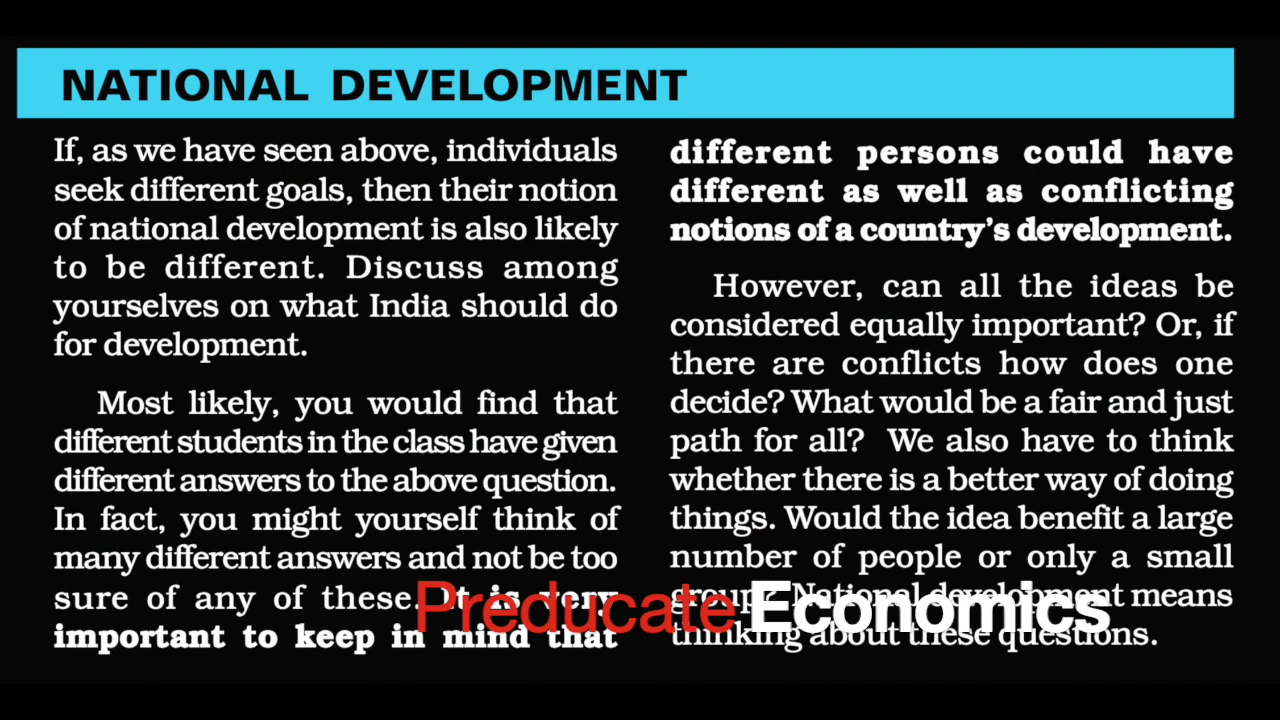 NATIONAL DEVELOPMENT
If, as we have seen above, individuals
seek different goals, then their notion
of national development is also likely
to be different. Discuss among
yourselves on what India should do
for development.
Most likely, you would find that
different students in the class have given
different answers to the above question.
In fact, you might yourself think of
many different answers and not be too
sure of any of these. It is very
important to keep in mind that
different persons could have
different as well as conflicting
notions of a country's development.
However, can all the ideas be
considered equally important? Or, if
there are conflicts how does one
decide? What would be a fair and just
path for all? We also have to think
whether there is a better way of doing
things. Would the idea benefit a large
number of people or only a small
group? National development means
thinking about these questions.
Preducate Economics